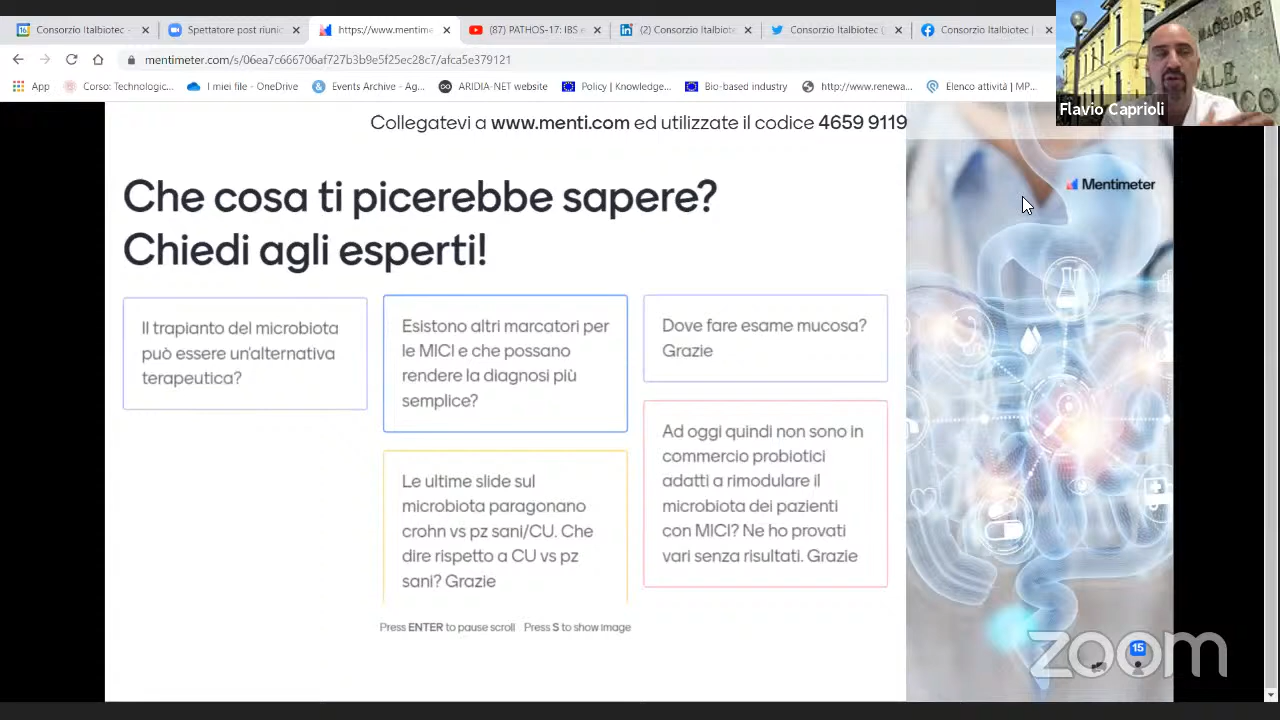 Consorzio Italbiotec -
Spettatore post riunic
https://www.mentime
(87) PATHOS-17: IBS e
(2) Consorzio Italbiote
Consorzio Italbiotec (
Consorzio Italbiotec |
mentimeter.com/s/06ea7c666706af727b3b9e5f25ec28c7/afca5e379121
App
Corso: Technologic...
I miei file - OneDrive
Events Archive - Ag...
ARIDIA-NET website
Policy | Knowledge...
Bio-based industry
http://www.renewa...
Elenco attività | MP...
MAGGIORE
Flavio Caprioli
Collegatevi a www.menti.com ed utilizzate il codice 4659 9119
Mentimeter
Che cosa ti picerebbe sapere?
Chiedi agli esperti!
Il trapianto del microbiota
può essere un'alternativa
terapeutica?
Esistono altri marcatori per
le MICI e che possano
rendere la diagnosi più
semplice?
Le ultime slide sul
microbiota paragonano
crohn vs pz sani/CU. Che
dire rispetto a CU vs pz
sani? Grazie
Dove fare esame mucosa?
Grazie
Ad oggi quindi non sono in
commercio probiotici
adatti a rimodulare il
microbiota dei pazienti
con MICI? Ne ho provati
vari senza risultati. Grazie
Press ENTER to pause scroll Press S to show image
15
zoom